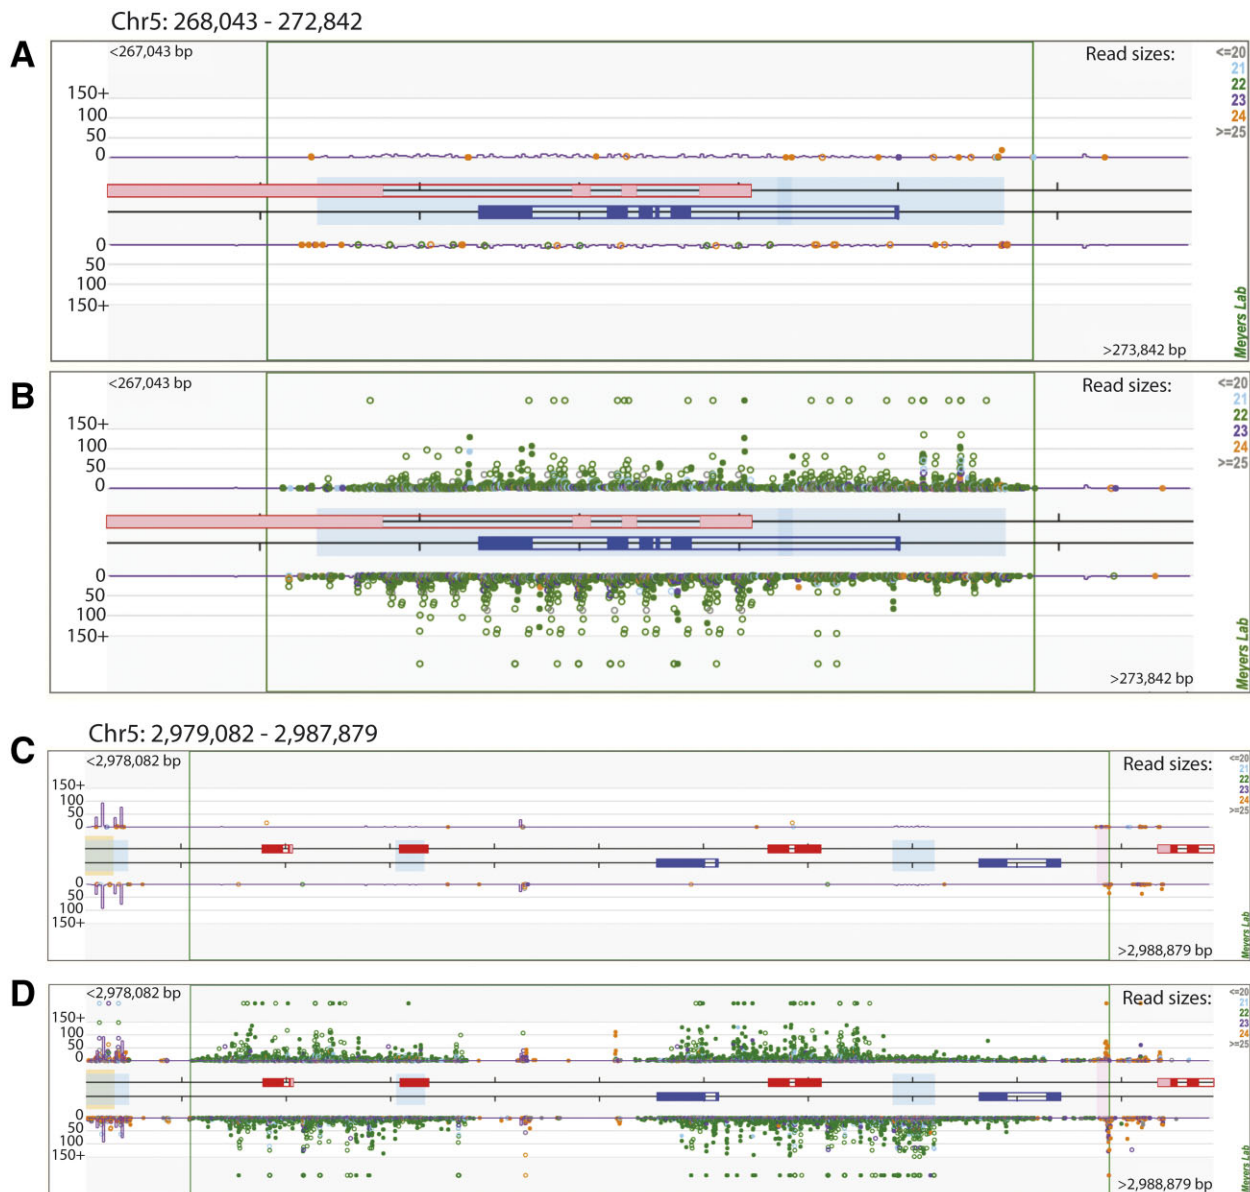 Chr5: 268,043 - 272,842
A
<267,043 bp
Read sizes:
<=20
21
22
23
24
>=25
150+
100
50
0
0
50
100
150+
>273,842 bp
Meyers Lab
B
<267,043 bp
Read sizes:
<=20
21
22
23
24
>=25
150+
100
50
0
0
50
100
150+
>273,842 bp
Meyers Lab
Chr5: 2,979,082 - 2,987,879
C
<2,978,082 bp
Read sizes:
<=20
21
22
23
24
>=25
150+
100
50
0
0
50
100
150+
>2,988,879 bp
Meyers Lab
D
<2,978,082 bp
Read sizes:
<=20
21
22
23
24
>=25
150+
100
50
0
0
50
100
150+
>2,988,879 bp
Meyers Lab